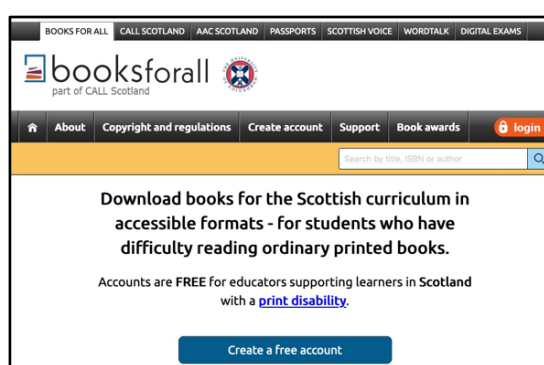 BOOKS FOR ALL CALL SCOTLAND AAC SCOTLAND PASSPORTS SCOTTISH VOICE WORDTALK DIGITAL EXAMS
booksforall
part of CALL Scotland
About Copyright and regulations Create account Support Book awards login
Search by title, ISBN or author
Download books for the Scottish curriculum in
accessible formats - for students who have
difficulty reading ordinary printed books.
Accounts are FREE for educators supporting learners in Scotland
with a print disability.
Create a free account